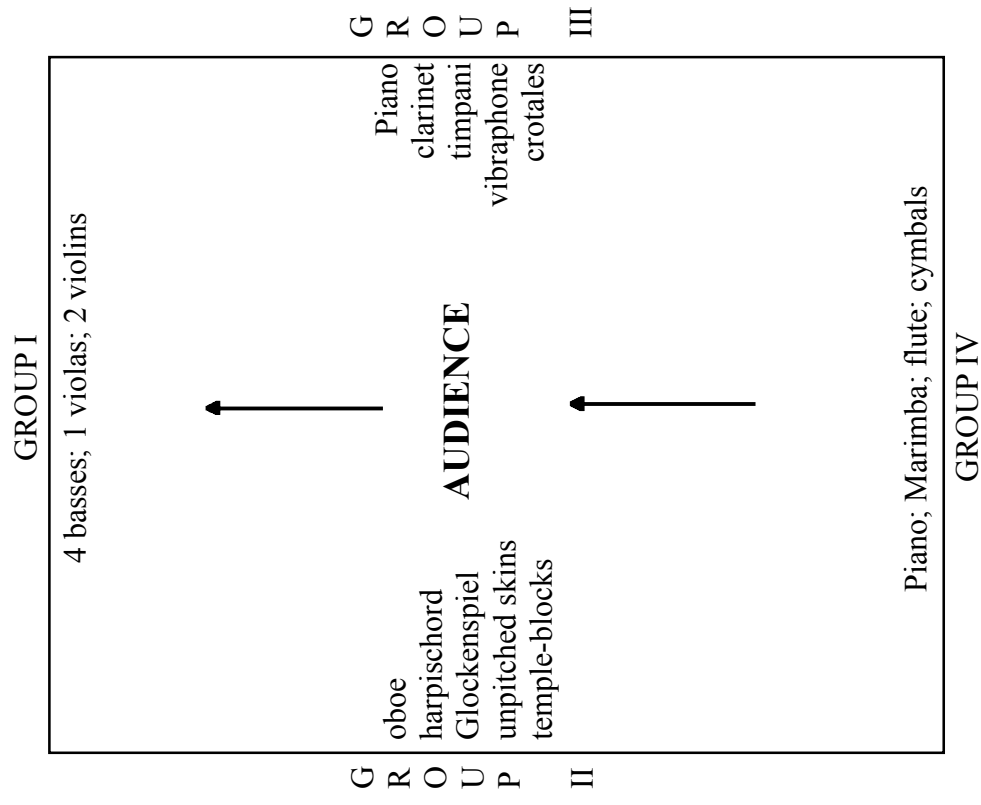 GROUP I
4 basses; 1 violas; 2 violins
G
R
O
U
P
II
oboe
harpischord
Glockenspiel
unpitched skins
temple-blocks
AUDIENCE
Piano
clarinet
timpani
vibraphone
crotales
G
R
O
U
P
III
Piano; Marimba; flute; cymbals
GROUP IV